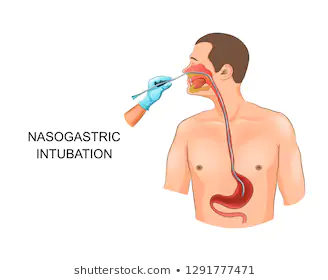 NASOGASTRIC
INTUBATION
shutterstock.com • 1291777471